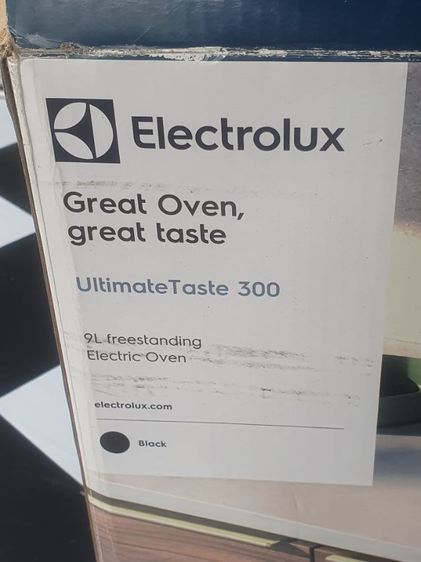 Electrolux
Great Oven,
great taste
UltimateTaste 300
9L freestanding
Electric Oven
electrolux.com
Black